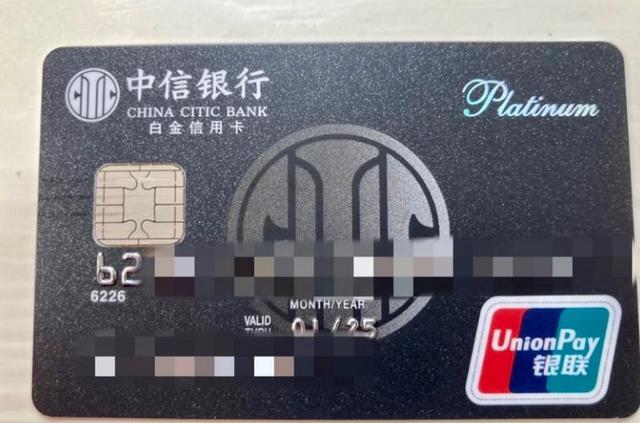 中信银行
CHINA CITIC BANK
白金信用卡
Platinum
62
6226
MONTH/YEAR
VALID
THRU
01/25
UnionPay
银联